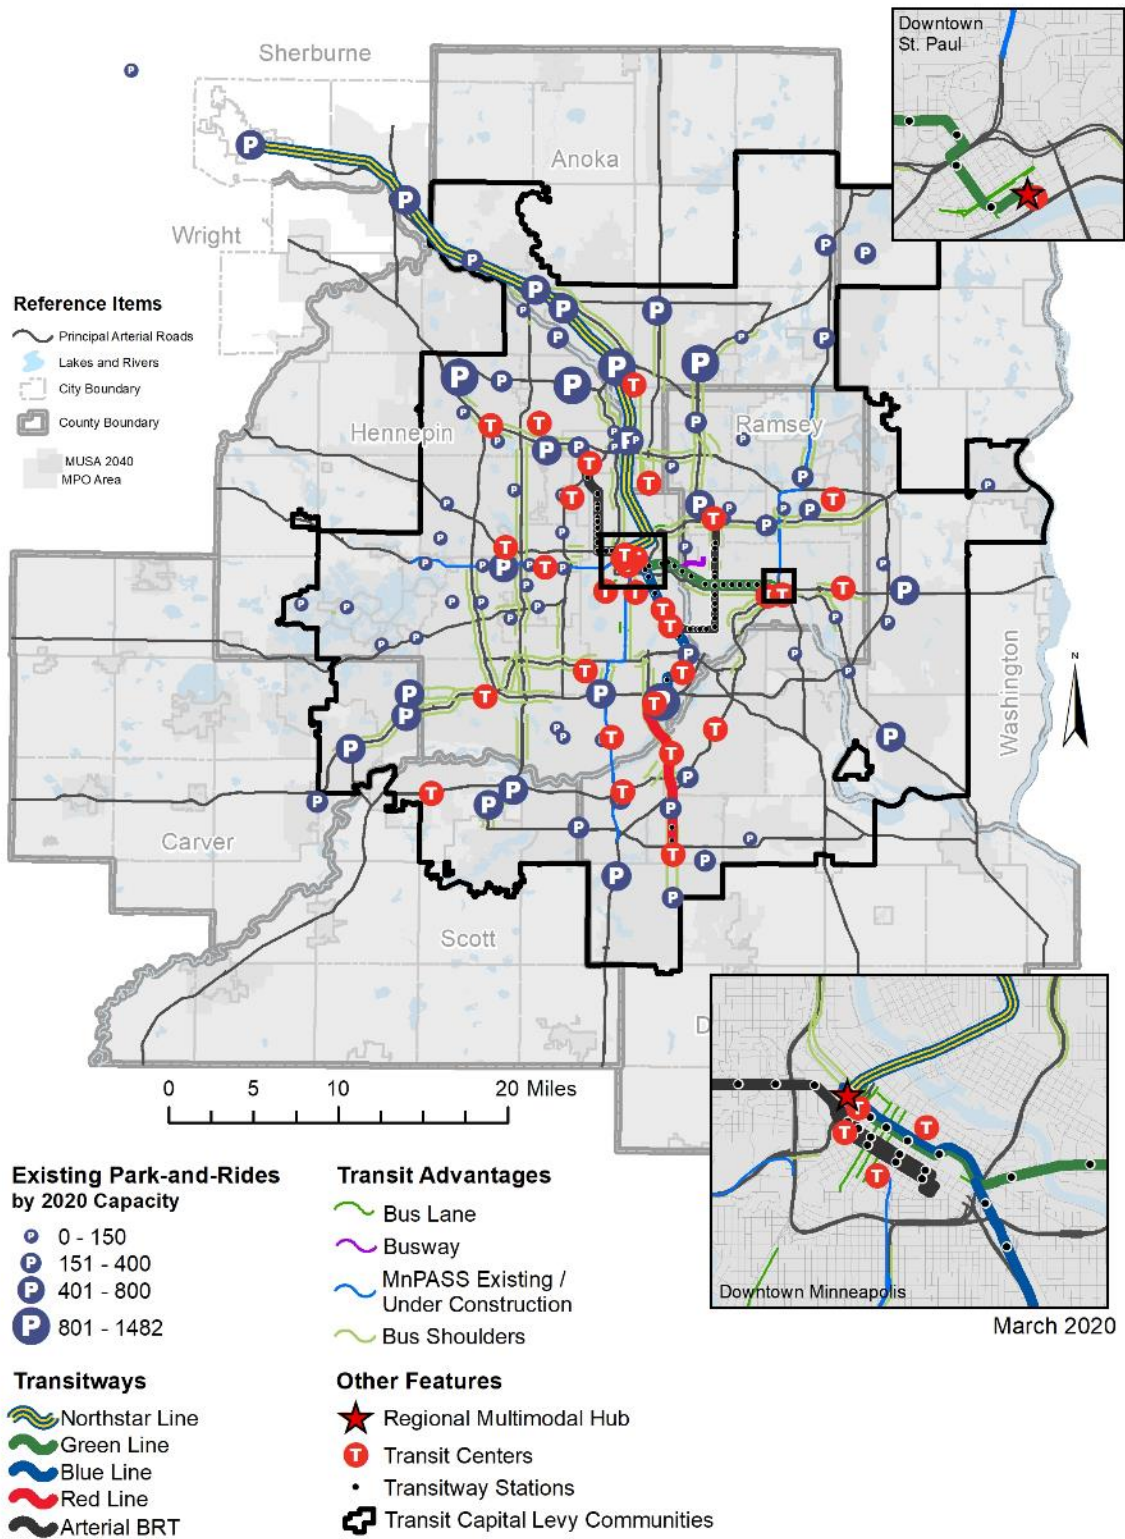 Downtown
St. Paul
Sherburne
Anoka
Wright
Hennepin
Ramsey
Washington
Carver
Scott
D
N
Reference Items
Principal Arterial Roads
Lakes and Rivers
City Boundary
County Boundary
MUSA 2040
MPO Area
0 5 10 20 Miles
Downtown Minneapolis
March 2020
Existing Park-and-Rides
by 2020 Capacity
P 0 - 150
P 151 - 400
P 401 - 800
P 801 - 1482
Transit Advantages
Bus Lane
Busway
MnPASS Existing /
Under Construction
Bus Shoulders
Transitways
Northstar Line
Green Line
Blue Line
Red Line
Arterial BRT
Other Features
Regional Multimodal Hub
T Transit Centers
Transitway Stations
Transit Capital Levy Communities